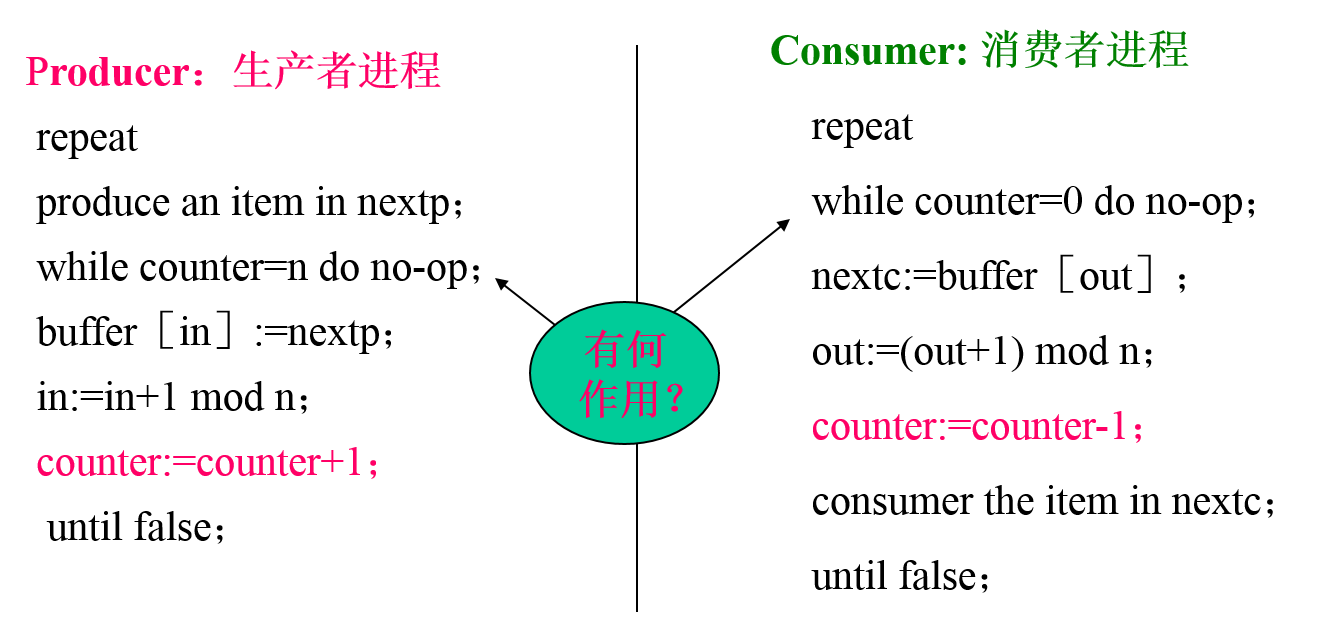 Producer：生产者进程
repeat
produce an item in nextp；
while counter=n do no-op；
buffer［in］:=nextp；
in:=in+1 mod n；
counter:=counter+1；
until false；
有何
作用？
Consumer: 消费者进程
repeat
while counter=0 do no-op；
nextc:=buffer［out］；
out:=(out+1) mod n；
counter:=counter-1；
consumer the item in nextc；
until false；